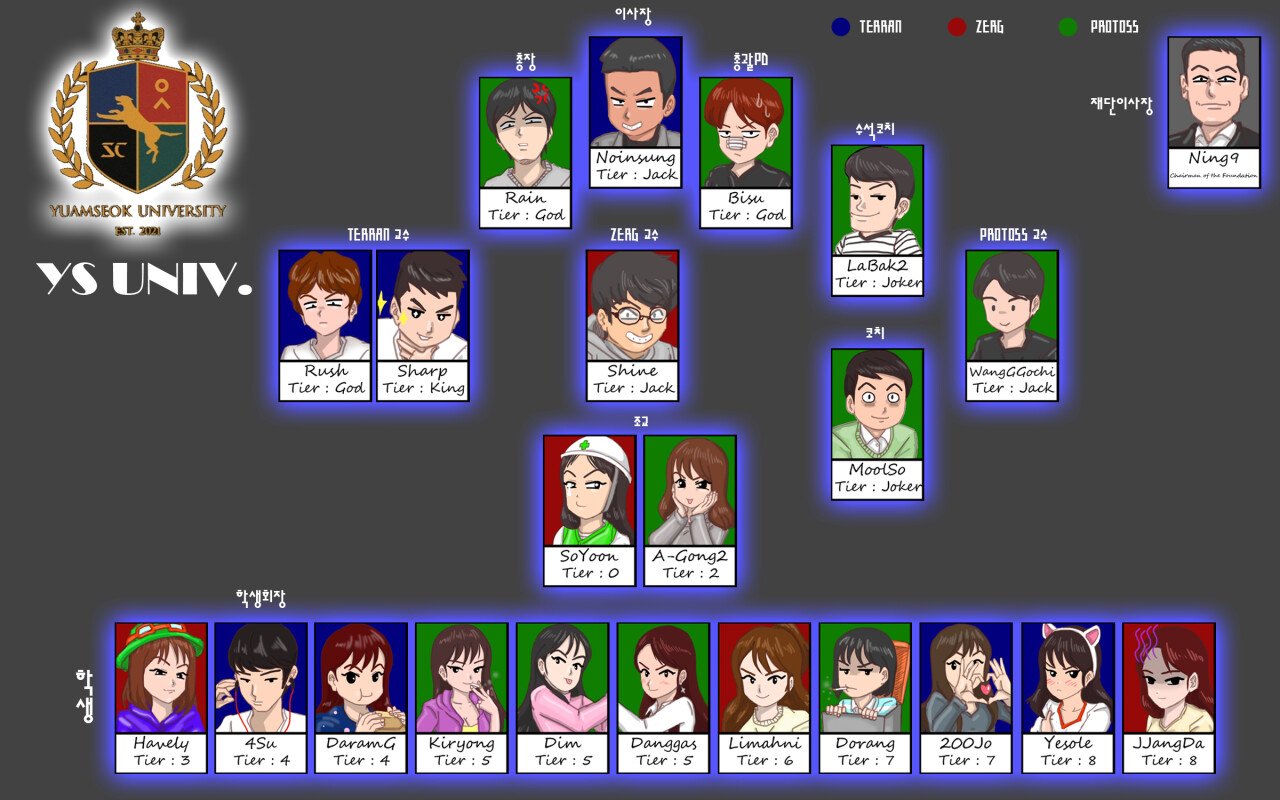 이사장
TERRAN
ZERG
PROTOSS
총장
총괄PD
재단이사장
수석코치
Noinsung
Tier : Jack
Ning9
Chairman of the Foundation
Rain
Tier : God
Bisu
Tier : God
SC
YUAMSEOK UNIVERSITY
EST. 2021
YS UNIV.
TERRAN 교수
ZERG 교수
PROTOSS 교수
LaBak2
Tier : Joker
코치
Rush
Tier : God
Sharp
Tier : King
Shine
Tier : Jack
WangGGochi
Tier : Jack
조교
MoolSo
Tier : Joker
SoYoon
Tier : 0
A-Gong2
Tier : 2
학생회장
학생
Havely
Tier : 3
4Su
Tier : 4
DaramG
Tier : 4
Kiryong
Tier : 5
Dim
Tier : 5
Danggas
Tier : 5
Limahni
Tier : 6
Dorang
Tier : 7
200Jo
Tier : 7
Yesole
Tier : 8
JJangDa
Tier : 8